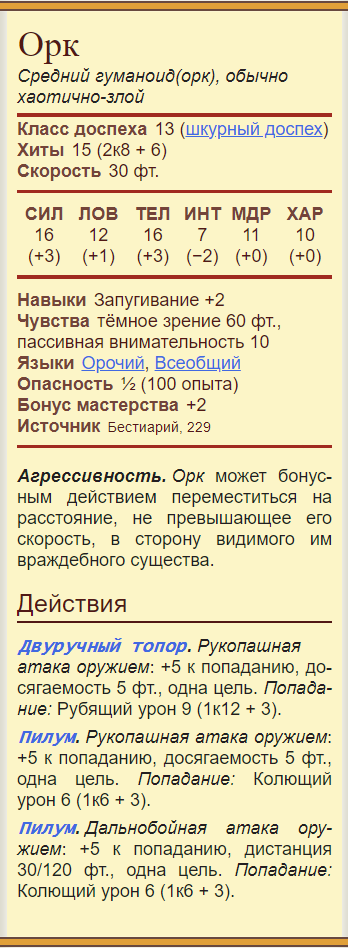 Орк
Средний гуманоид(орк), обычно
хаотично-злой
Класс доспеха 13 (шкурный доспех)
Хиты 15 (2к8 + 6)
Скорость 30 фт.
СИЛ ЛОВ ТЕЛ ИНТ МДР ХАР
16 12 16 7 11 10
(+3) (+1) (+3) (−2) (+0) (+0)
Навыки Запугивание +2
Чувства тёмное зрение 60 фт.,
пассивная внимательность 10
Языки Орочий, Всеобщий
Опасность ½ (100 опыта)
Бонус мастерства +2
Источник Бестиарий, 229
Агрессивность. Орк может бонус-
ным действием переместиться на
расстояние, не превышающее его
скорость, в сторону видимого им
враждебного существа.
Действия
Двуручный топор. Рукопашная
атака оружием: +5 к попаданию, до-
сягаемость 5 фт., одна цель. Попада-
ние: Рубящий урон 9 (1к12 + 3).
Пилум. Рукопашная атака оружием:
+5 к попаданию, досягаемость 5 фт.,
одна цель. Попадание: Колющий
урон 6 (1к6 + 3).
Пилум. Дальнобойная атака ору-
жием: +5 к попаданию, дистанция
30/120 фт., одна цель. Попадание:
Колющий урон 6 (1к6 + 3).